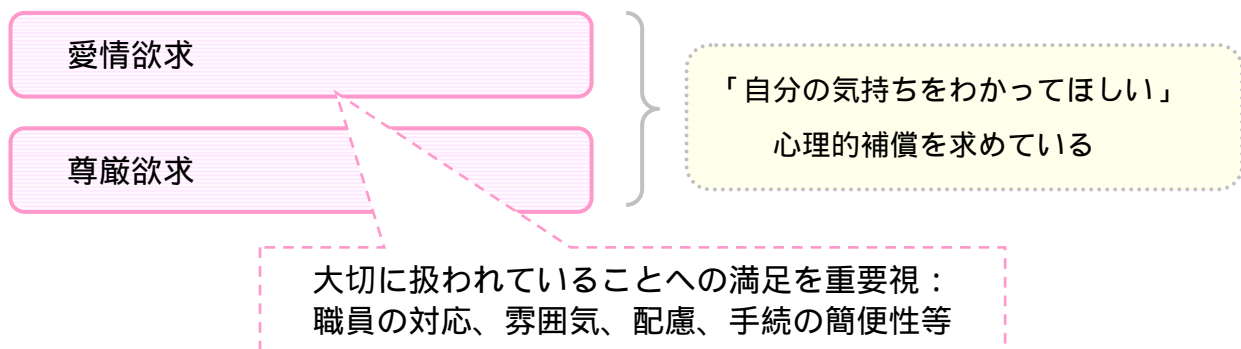 愛情欲求
尊厳欲求
「自分の気持ちをわかってほしい」
心理的補償を求めている
大切に扱われていることへの満足を重要視：
職員の対応、雰囲気、配慮、手続の簡便性等